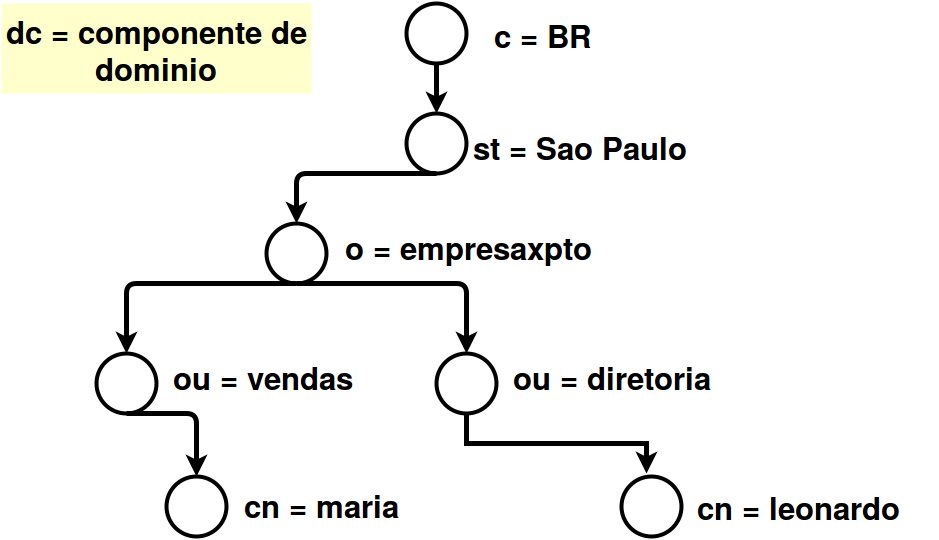 dc = componente de
dominio
c = BR
st = Sao Paulo
o = empresaxpto
ou = vendas
ou = diretoria
cn = maria
cn = leonardo